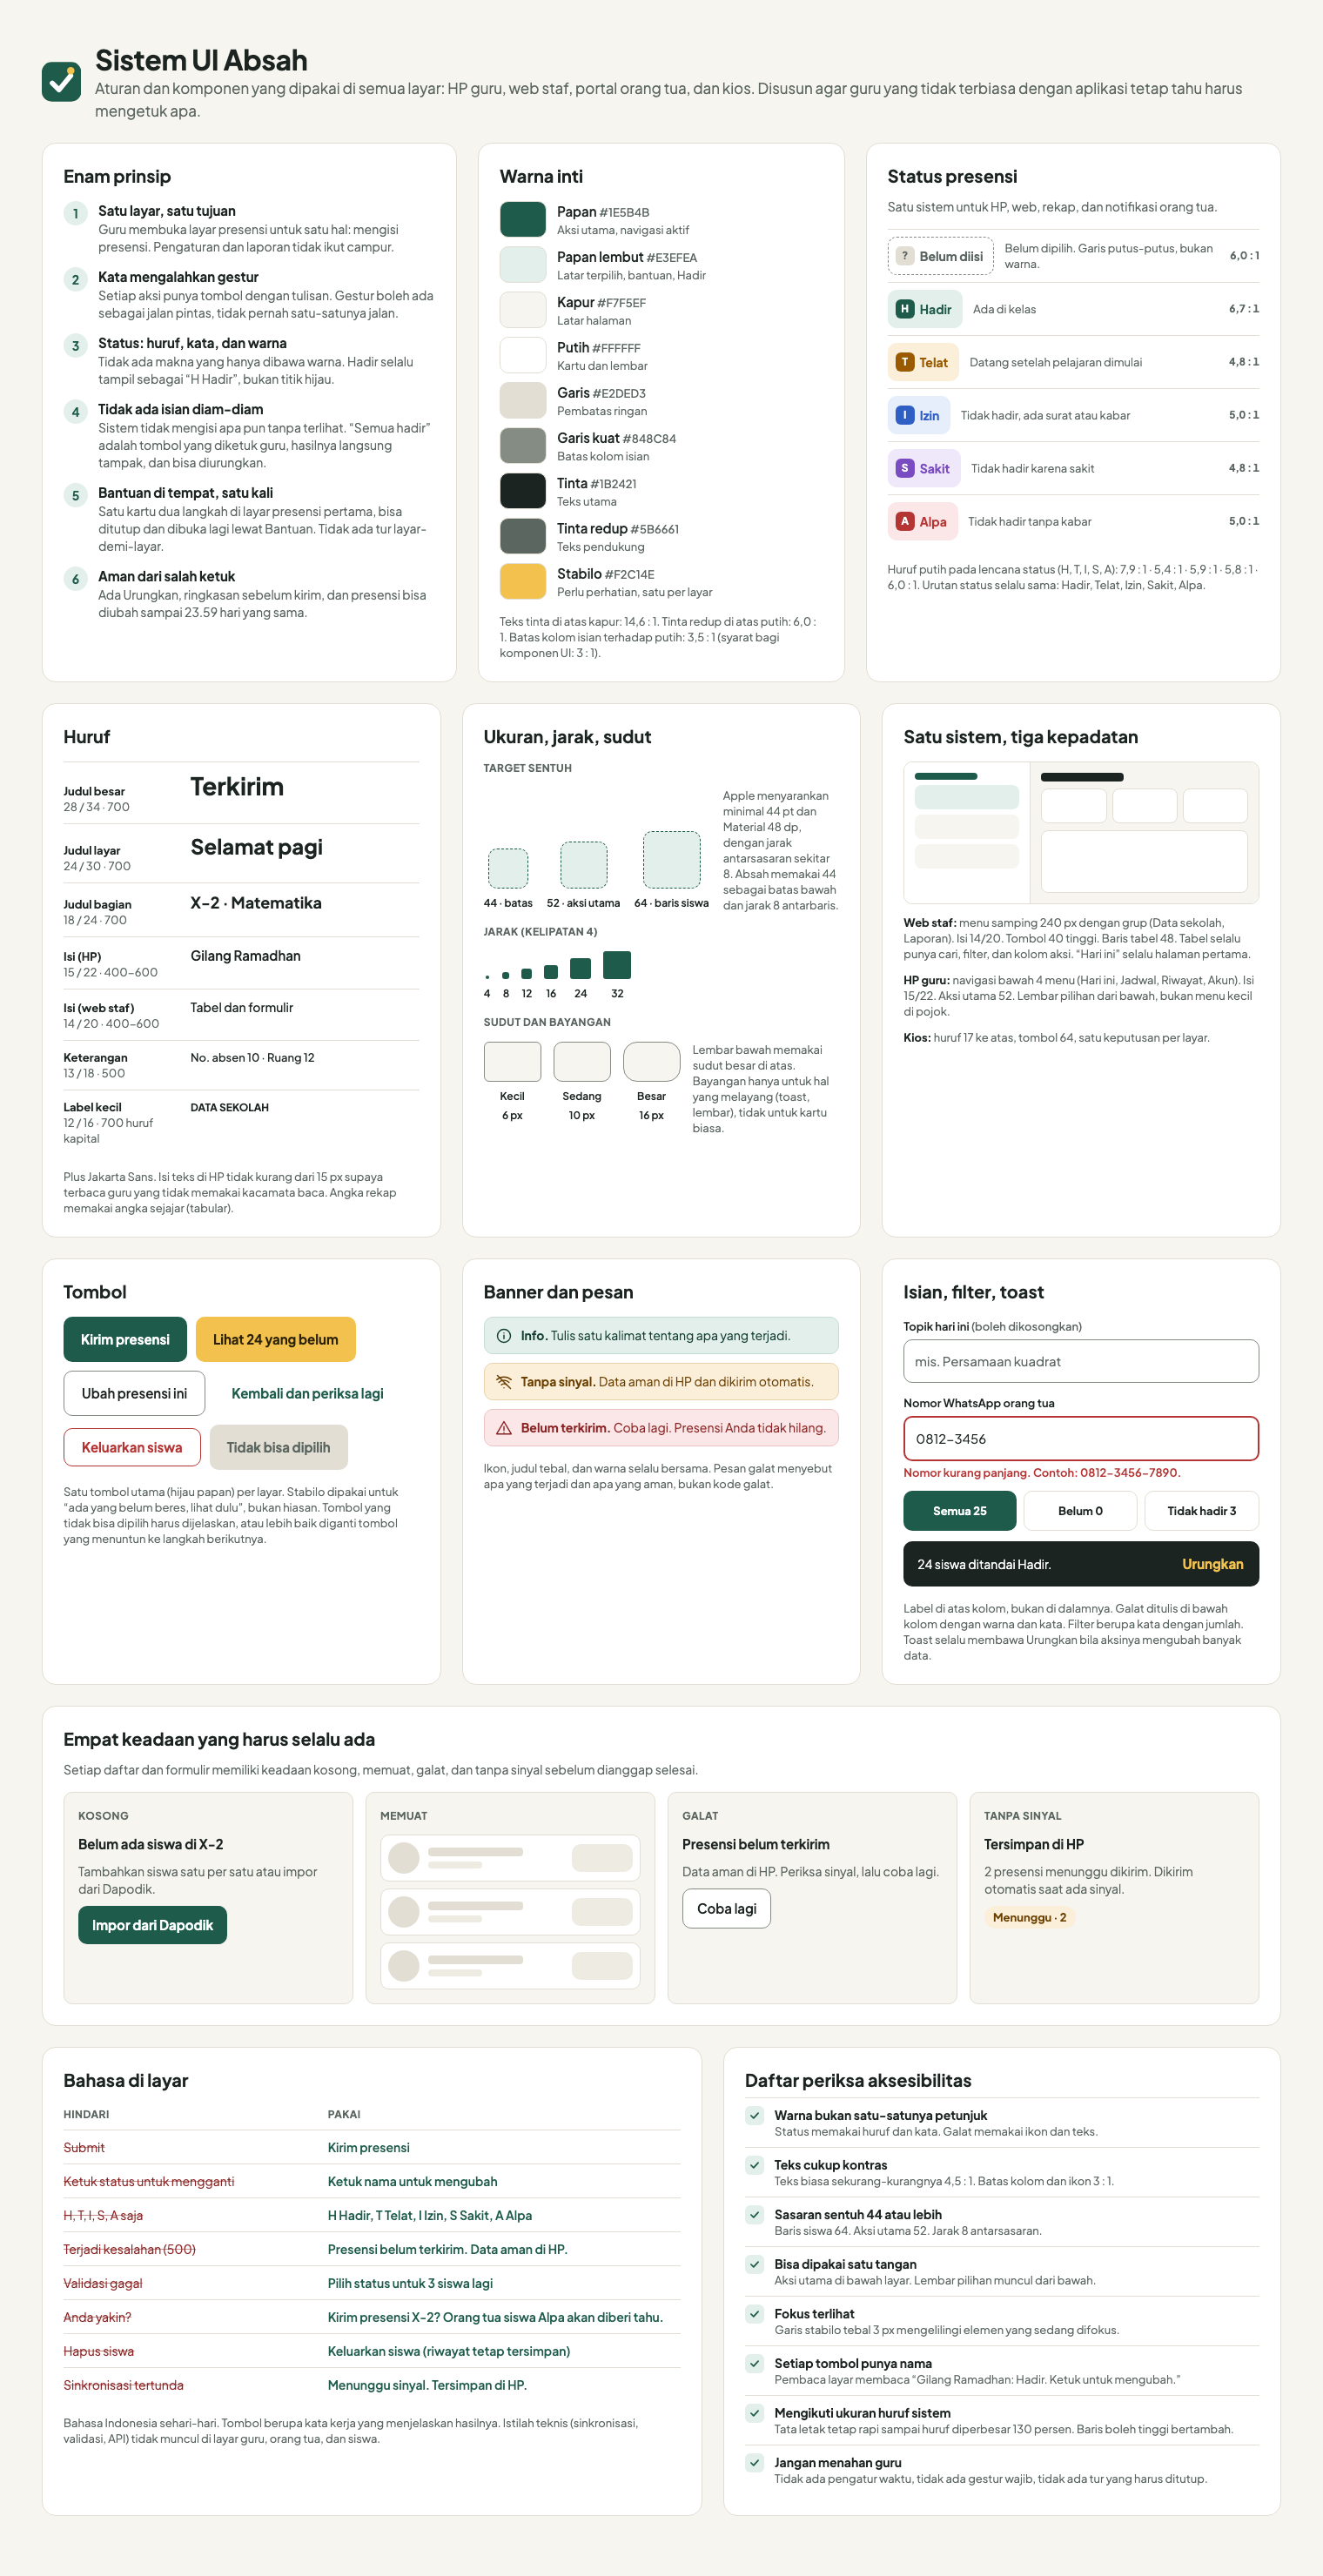 Sistem UI Absah
Aturan dan komponen yang dipakai di semua layar: HP guru, web staf, portal orang tua, dan kios. Disusun agar guru yang tidak terbiasa dengan aplikasi tetap tahu harus
mengetuk apa.
Enam prinsip
1
Satu layar, satu tujuan
Guru membuka layar presensi untuk satu hal: mengisi
presensi. Pengaturan dan laporan tidak ikut campur.
2
Kata mengalahkan gestur
Setiap aksi punya tombol dengan tulisan. Gestur boleh ada
sebagai jalan pintas, tidak pernah satu-satunya jalan.
3
Status: huruf, kata, dan warna
Tidak ada makna yang hanya dibawa warna. Hadir selalu
tampil sebagai “H Hadir”, bukan titik hijau.
4
Tidak ada isian diam-diam
Sistem tidak mengisi apa pun tanpa terlihat. “Semua hadir”
adalah tombol yang diketuk guru, hasilnya langsung
tampak, dan bisa diurungkan.
5
Bantuan di tempat, satu kali
Satu kartu dua langkah di layar presensi pertama, bisa
ditutup dan dibuka lagi lewat Bantuan. Tidak ada tur layar-
demi-layar.
6
Aman dari salah ketuk
Ada Urungkan, ringkasan sebelum kirim, dan presensi bisa
diubah sampai 23.59 hari yang sama.
Warna inti
Papan #1E5B4B
Aksi utama, navigasi aktif
Papan lembut #E3EFEA
Latar terpilih, bantuan, Hadir
Kapur #F7F5EF
Latar halaman
Putih #FFFFFF
Kartu dan lembar
Garis #E2DED3
Pembatas ringan
Garis kuat #848C84
Batas kolom isian
Tinta #1B2421
Teks utama
Tinta redup #5B6661
Teks pendukung
Stabilo #F2C14E
Perlu perhatian, satu per layar
Teks tinta di atas kapur: 14,6 : 1. Tinta redup di atas putih: 6,0 :
1. Batas kolom isian terhadap putih: 3,5 : 1 (syarat bagi
komponen UI: 3 : 1).
Status presensi
Satu sistem untuk HP, web, rekap, dan notifikasi orang tua.
? Belum diisi
Belum dipilih. Garis putus-putus, bukan
warna.
6,0 : 1
H Hadir
Ada di kelas
6,7 : 1
T Telat
Datang setelah pelajaran dimulai
4,8 : 1
I Izin
Tidak hadir, ada surat atau kabar
5,0 : 1
S Sakit
Tidak hadir karena sakit
4,8 : 1
A Alpa
Tidak hadir tanpa kabar
5,0 : 1
Huruf putih pada lencana status (H, T, I, S, A): 7,9 : 1 · 5,4 : 1 · 5,9 : 1 · 5,8 : 1 ·
6,0 : 1. Urutan status selalu sama: Hadir, Telat, Izin, Sakit, Alpa.
Huruf
Judul besar
28 / 34 · 700
Terkirim
Judul layar
24 / 30 · 700
Selamat pagi
Judul bagian
18 / 24 · 700
X-2 · Matematika
Isi (HP)
15 / 22 · 400–600
Gilang Ramadhan
Isi (web staf)
14 / 20 · 400–600
Tabel dan formulir
Keterangan
13 / 18 · 500
No. absen 10 · Ruang 12
Label kecil
12 / 16 · 700 huruf
kapital
DATA SEKOLAH
Plus Jakarta Sans. Isi teks di HP tidak kurang dari 15 px supaya
terbaca guru yang tidak memakai kacamata baca. Angka rekap
memakai angka sejajar (tabular).
Ukuran, jarak, sudut
TARGET SENTUH
44 · batas
52 · aksi utama
64 · baris siswa
Apple menyarankan
minimal 44 pt dan
Material 48 dp,
dengan jarak
antarsasaran sekitar
8. Absah memakai 44
sebagai batas bawah
dan jarak 8 antarbaris.
JARAK (KELIPATAN 4)
4 8 12 16 24 32
SUDUT DAN BAYANGAN
Kecil
6 px
Sedang
10 px
Besar
16 px
Lembar bawah memakai
sudut besar di atas.
Bayangan hanya untuk hal
yang melayang (toast,
lembar), tidak untuk kartu
biasa.
Satu sistem, tiga kepadatan
Web staf: menu samping 240 px dengan grup (Data sekolah,
Laporan). Isi 14/20. Tombol 40 tinggi. Baris tabel 48. Tabel selalu
punya cari, filter, dan kolom aksi. “Hari ini” selalu halaman pertama.
HP guru: navigasi bawah 4 menu (Hari ini, Jadwal, Riwayat, Akun). Isi
15/22. Aksi utama 52. Lembar pilihan dari bawah, bukan menu kecil
di pojok.
Kios: huruf 17 ke atas, tombol 64, satu keputusan per layar.
Tombol
Kirim presensi
Lihat 24 yang belum
Ubah presensi ini
Kembali dan periksa lagi
Keluarkan siswa
Tidak bisa dipilih
Satu tombol utama (hijau papan) per layar. Stabilo dipakai untuk
“ada yang belum beres, lihat dulu”, bukan hiasan. Tombol yang
tidak bisa dipilih harus dijelaskan, atau lebih baik diganti tombol
yang menuntun ke langkah berikutnya.
Banner dan pesan
Info. Tulis satu kalimat tentang apa yang terjadi.
Tanpa sinyal. Data aman di HP dan dikirim otomatis.
Belum terkirim. Coba lagi. Presensi Anda tidak hilang.
Ikon, judul tebal, dan warna selalu bersama. Pesan galat menyebut
apa yang terjadi dan apa yang aman, bukan kode galat.
Isian, filter, toast
Topik hari ini (boleh dikosongkan)
mis. Persamaan kuadrat
Nomor WhatsApp orang tua
0812-3456
Nomor kurang panjang. Contoh: 0812-3456-7890.
Semua 25
Belum 0
Tidak hadir 3
24 siswa ditandai Hadir.
Urungkan
Label di atas kolom, bukan di dalamnya. Galat ditulis di bawah
kolom dengan warna dan kata. Filter berupa kata dengan jumlah.
Toast selalu membawa Urungkan bila aksinya mengubah banyak
data.
Empat keadaan yang harus selalu ada
Setiap daftar dan formulir memiliki keadaan kosong, memuat, galat, dan tanpa sinyal sebelum dianggap selesai.
KOSONG
Belum ada siswa di X-2
Tambahkan siswa satu per satu atau impor
dari Dapodik.
Impor dari Dapodik
MEMUAT
GALAT
Presensi belum terkirim
Data aman di HP. Periksa sinyal, lalu coba lagi.
Coba lagi
TANPA SINYAL
Tersimpan di HP
2 presensi menunggu dikirim. Dikirim
otomatis saat ada sinyal.
Menunggu · 2
Bahasa di layar
HINDARI
PAKAI
Submit
Kirim presensi
Ketuk status untuk mengganti
Ketuk nama untuk mengubah
H, T, I, S, A saja
H Hadir, T Telat, I Izin, S Sakit, A Alpa
Terjadi kesalahan (500)
Presensi belum terkirim. Data aman di HP.
Validasi gagal
Pilih status untuk 3 siswa lagi
Anda yakin?
Kirim presensi X-2? Orang tua siswa Alpa akan diberi tahu.
Hapus siswa
Keluarkan siswa (riwayat tetap tersimpan)
Sinkronisasi tertunda
Menunggu sinyal. Tersimpan di HP.
Bahasa Indonesia sehari-hari. Tombol berupa kata kerja yang menjelaskan hasilnya. Istilah teknis (sinkronisasi,
validasi, API) tidak muncul di layar guru, orang tua, dan siswa.
Daftar periksa aksesibilitas
Warna bukan satu-satunya petunjuk
Status memakai huruf dan kata. Galat memakai ikon dan teks.
Teks cukup kontras
Teks biasa sekurang-kurangnya 4,5 : 1. Batas kolom dan ikon 3 : 1.
Sasaran sentuh 44 atau lebih
Baris siswa 64. Aksi utama 52. Jarak 8 antarsasaran.
Bisa dipakai satu tangan
Aksi utama di bawah layar. Lembar pilihan muncul dari bawah.
Fokus terlihat
Garis stabilo tebal 3 px mengelilingi elemen yang sedang difokus.
Setiap tombol punya nama
Pembaca layar membaca “Gilang Ramadhan: Hadir. Ketuk untuk mengubah.”
Mengikuti ukuran huruf sistem
Tata letak tetap rapi sampai huruf diperbesar 130 persen. Baris boleh tinggi bertambah.
Jangan menahan guru
Tidak ada pengatur waktu, tidak ada gestur wajib, tidak ada tur yang harus ditutup.